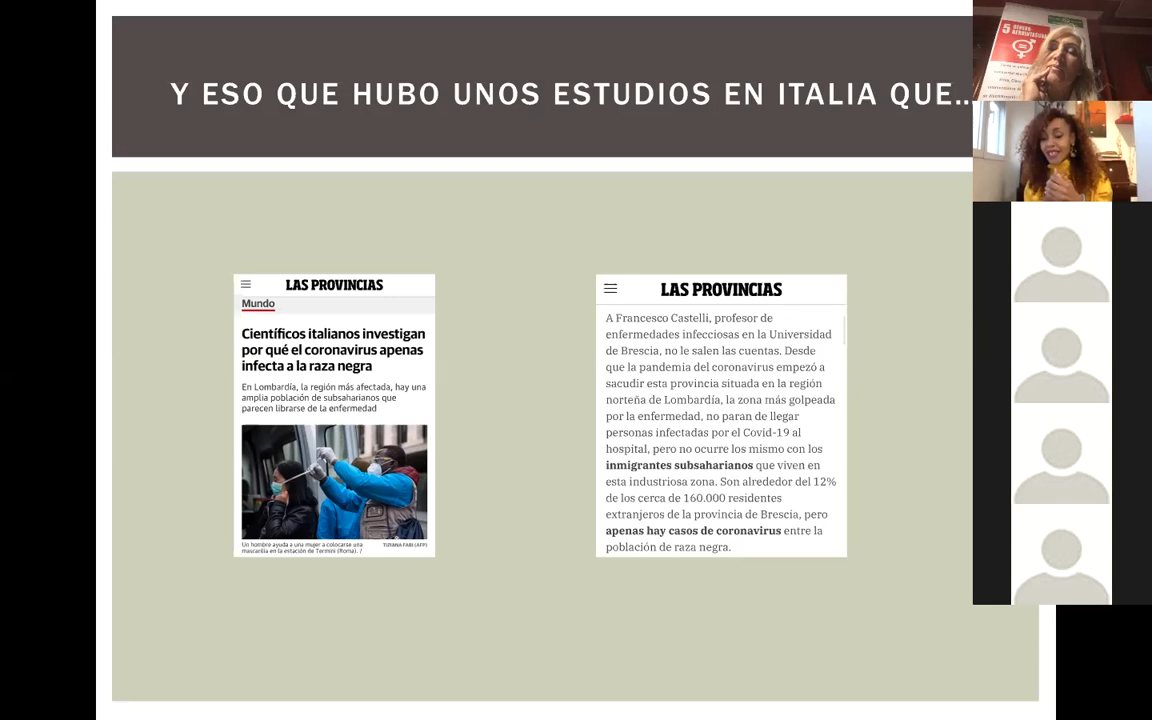 Y ESO QUE HUBO UNOS ESTUDIOS EN ITALIA QUE…
5
LAS PROVINCIAS
Mundo
Científicos italianos investigan
por qué el coronavirus apenas
infecta a la raza negra
En Lombardía, la región más afectada, hay una
amplia población de subsaharianos que
parecen librarse de la enfermedad
Un hombre ayuda a una mujer a colocarse una
mascarilla en la estación de Termini (Roma). /
TIZIANA FABI (AFP)
LAS PROVINCIAS
A Francesco Castelli, profesor de
enfermedades infecciosas en la Universidad
de Brescia, no le salen las cuentas. Desde
que la pandemia del coronavirus empezó a
sacudir esta provincia situada en la región
norteña de Lombardía, la zona más golpeada
por la enfermedad, no paran de llegar
personas infectadas por el Covid-19 al
hospital, pero no ocurre los mismo con los
inmigrantes subsaharianos que viven en
esta industriosa zona. Son alrededor del 12%
de los cerca de 160.000 residentes
extranjeros de la provincia de Brescia, pero
apenas hay casos de coronavirus entre la
población de raza negra.